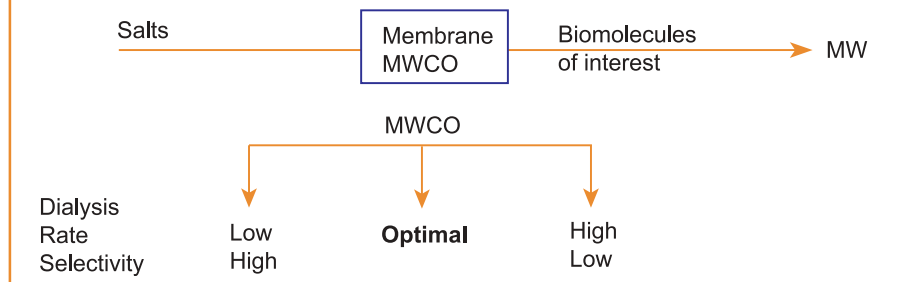 Salts
Membrane
MWCO
Biomolecules
of interest
MW
MWCO
Dialysis
Rate
Selectivity
Low
High
Optimal
High
Low